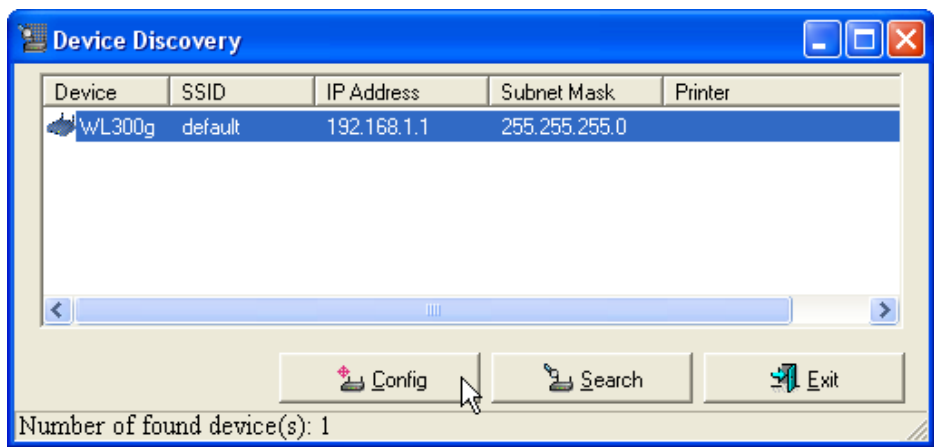 Device Discovery
Device SSID IP Address Subnet Mask Printer
WL300g default 192.168.1.1 255.255.255.0
Config Search Exit
Number of found device(s): 1